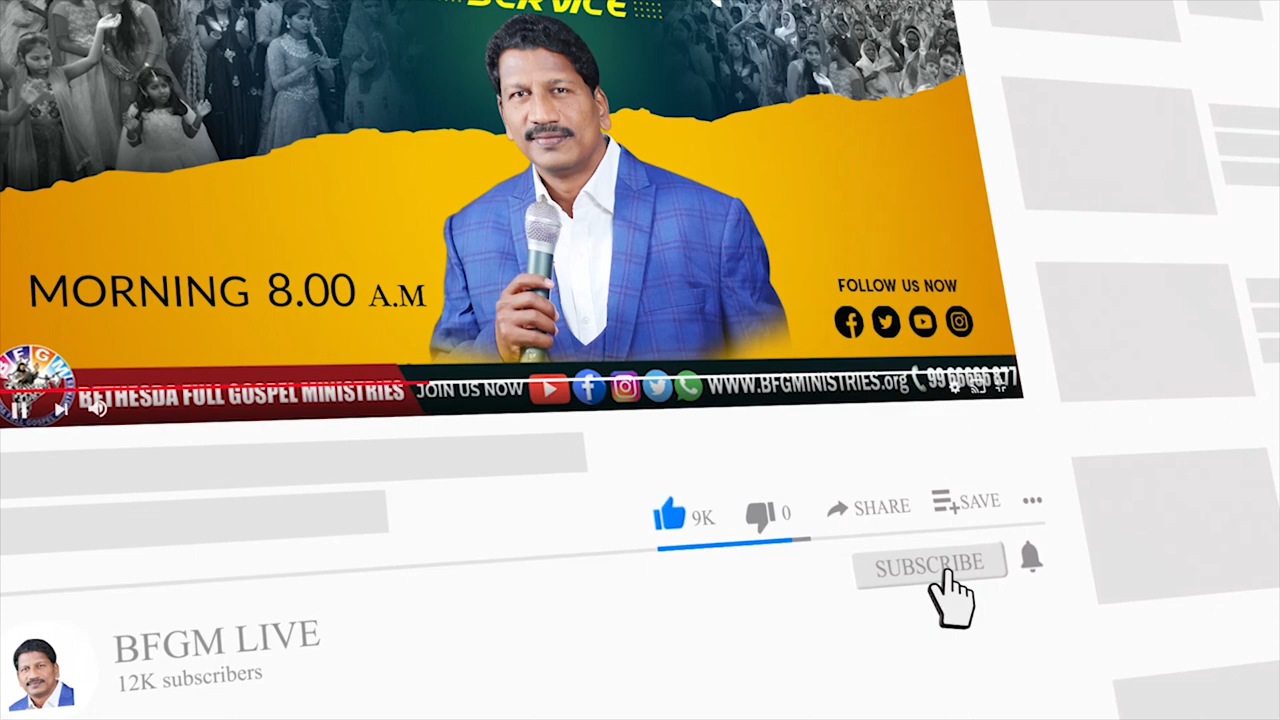 SERVICE
MORNING 8.00 A.M
FOLLOW US NOW
BFGM
BETHESDA FULL GOSPEL MINISTRIES
JOIN US NOW
WWW.BFGMINISTRIES.org
9K
0
SHARE
SAVE
SUBSCRIBE
BFGM LIVE
12K subscribers